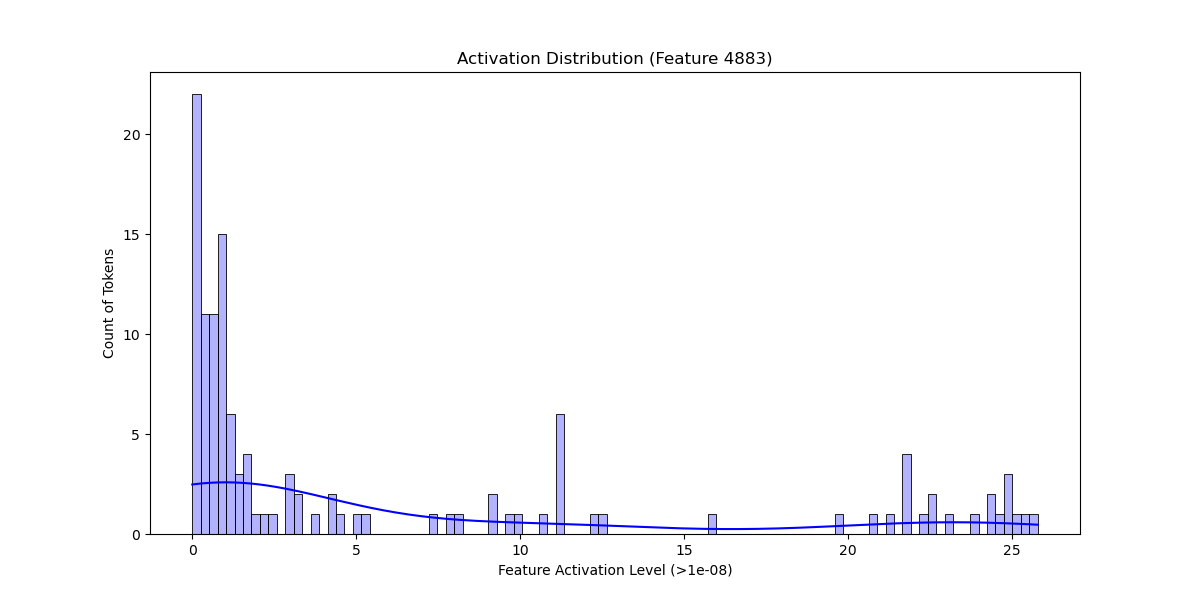 Activation Distribution (Feature 4883)
Count of Tokens
20
15
10
5
0
0 5 10 15 20 25
Feature Activation Level (>1e-08)